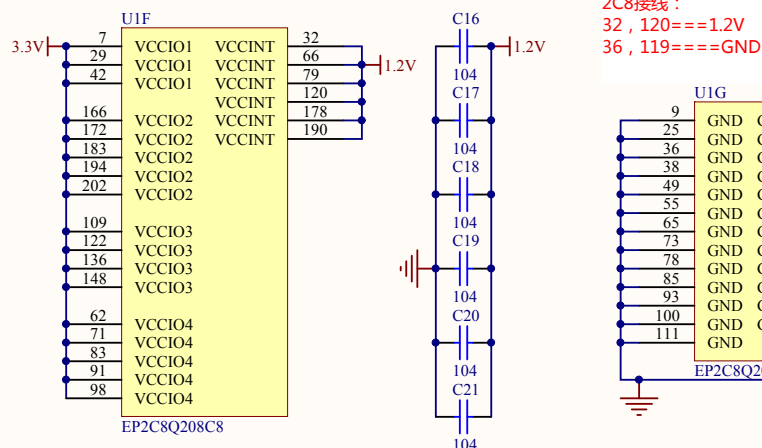 2C8接线：
32，120===1.2V
36，119====GND
U1F
3.3V
7 VCCIO1 VCCINT 32
29 VCCIO1 VCCINT 66
42 VCCIO1 VCCINT 79
VCCINT 120
166 VCCIO2 VCCINT 178
172 VCCIO2 VCCINT 190
183 VCCIO2
194 VCCIO2
202 VCCIO2
109 VCCIO3
122 VCCIO3
136 VCCIO3
148 VCCIO3
62 VCCIO4
71 VCCIO4
83 VCCIO4
91 VCCIO4
98 VCCIO4
EP2C8Q208C8
1.2V
C16
1.2V
104
C17
104
C18
104
C19
104
C20
104
C21
104
U1G
9 GND
25 GND
36 GND
38 GND
49 GND
55 GND
65 GND
73 GND
78 GND
85 GND
93 GND
100 GND
111 GND
EP2C8Q2